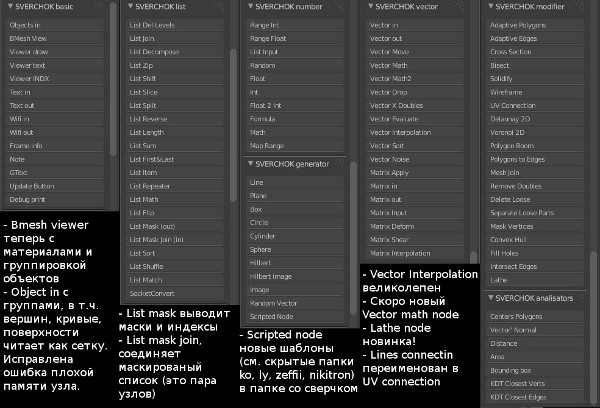 SVERCHOK basic
Objects in
BMesh View
Viewer draw
Viewer text
Viewer INDX
Text in
Text out
Wifi in
Wifi out
Frame info
Note
GText
Update Button
Debug print
- Bmesh viewer
теперь с
материалами и
группировкой
объектов
- Object in с
группами, в т.ч.
вершин, кривые,
поверхности
читает как сетку.
Исправлена
ошибка плохой
памяти узла.
SVERCHOK list
List Del Levels
List Join
List Decompose
List Zip
List Shift
List Slice
List Split
List Reverse
List Length
List Sum
List First&Last
List Item
List Repeater
List Math
List Flip
List Mask (out)
List Mask Join (in)
List Sort
List Shuffle
List Match
SocketConvert
- List mask выводит
маски и индексы
- List mask join,
соединяет
маскированый
список (это пара
узлов)
SVERCHOK number
Range Int
Range Float
List Input
Random
Float
Int
Float 2 Int
Formula
Math
Map Range
SVERCHOK generator
Line
Plane
Box
Circle
Cylinder
Sphere
Hilbert
Hilbert image
Image
Random Vector
Scripted Node
- Scripted node
новые шаблоны
(см. скрытые папки
ko, ly, zeffii, nikitron)
в папке со сверчком
SVERCHOK vector
Vector in
Vector out
Vector Move
Vector Math
Vector Math2
Vector Drop
Vector X Doubles
Vector Evaluate
Vector Interpolation
Vector Sort
Vector Noise
Matrix Apply
Matrix in
Matrix out
Matrix Input
Matrix Deform
Matrix Shear
Matrix Interpolation
- Vector Interpolation
великолепен
- Скоро новый
Vector math node
- Lathe node
новинка!
- Lines connectin
переименован в
UV connection
SVERCHOK modifier
Adaptive Polygons
Adaptive Edges
Cross Section
Bisect
Solidify
Wireframe
UV Connection
Delaunay 2D
Voronoi 2D
Polygon Boom
Polygons to Edges
Mesh Join
Remove Doubles
Delete Loose
Separate Loose Parts
Mask Vertices
Convex Hull
Fill Holes
Intersect Edges
Lathe
SVERCHOK analisators
Centers Polygons
Vector' Normal
Distance
Area
Bounding box
KDT Closest Verts
KDT Closest Edges